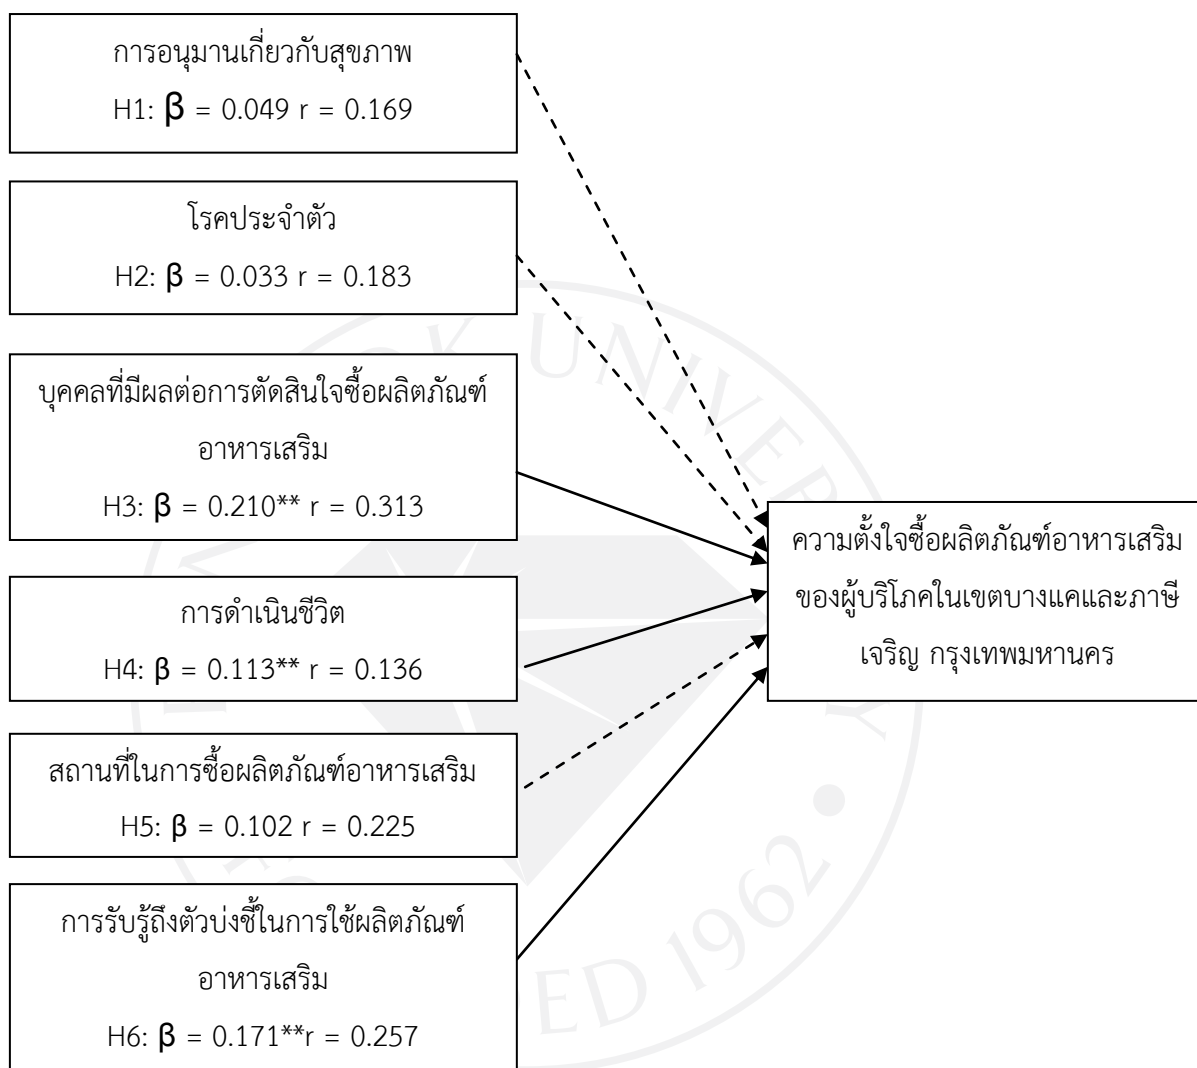 การอนุมานเกี่ยวกับสุขภาพ
H1: β = 0.049 r = 0.169
โรคประจำตัว
H2: β = 0.033 r = 0.183
บุคคลที่มีผลต่อการตัดสินใจซื้อผลิตภัณฑ์
อาหารเสริม
H3: β = 0.210** r = 0.313
การดำเนินชีวิต
H4: β = 0.113** r = 0.136
สถานที่ในการซื้อผลิตภัณฑ์อาหารเสริม
H5: β = 0.102 r = 0.225
การรับรู้ถึงตัวบ่งชี้ในการใช้ผลิตภัณฑ์
อาหารเสริม
H6: β = 0.171**r = 0.257
ความตั้งใจซื้อผลิตภัณฑ์อาหารเสริม
ของผู้บริโภคในเขตบางแคและภาษี
เจริญ กรุงเทพมหานคร
UNIVER
Y
1962